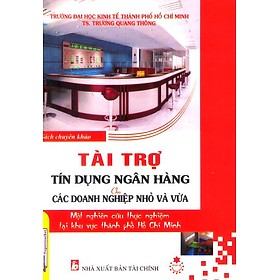 TRƯỜNG ĐẠI HỌC KINH TẾ THÀNH PHỐ HỒ CHÍ MINH
TS. TRƯƠNG QUANG THÔNG
Sách chuyên khảo
TÀI TRỢ
TÍN DỤNG NGÂN HÀNG
Cho
CÁC DOANH NGHIỆP NHỎ VÀ VỪA
Một nghiên cứu thực nghiệm
tại khu vực thành phố Hồ Chí Minh
NHÀ XUẤT BẢN TÀI CHÍNH